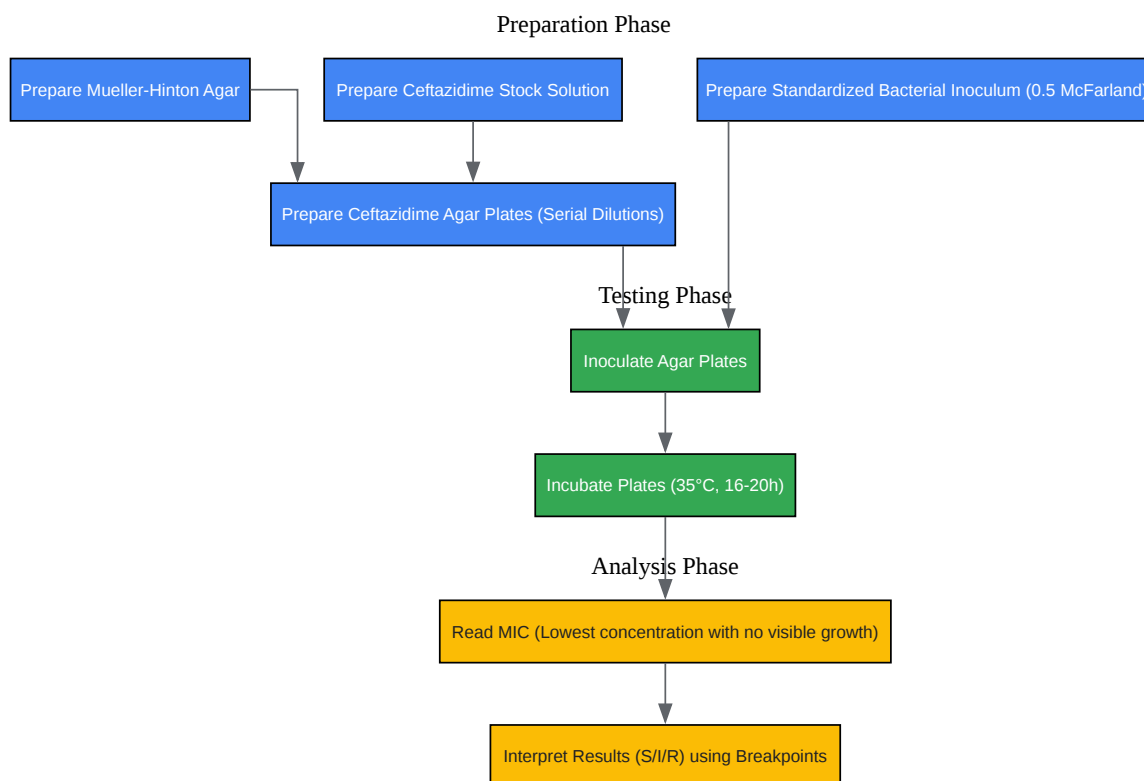 Preparation Phase
Prepare Mueller-Hinton Agar
Prepare Ceftazidime Stock Solution
Prepare Standardized Bacterial Inoculum (0.5 McFarland)
Prepare Ceftazidime Agar Plates (Serial Dilutions)
Testing Phase
Inoculate Agar Plates
Incubate Plates (35°C, 16-20h)
Analysis Phase
Read MIC (Lowest concentration with no visible growth)
Interpret Results (S/I/R) using Breakpoints